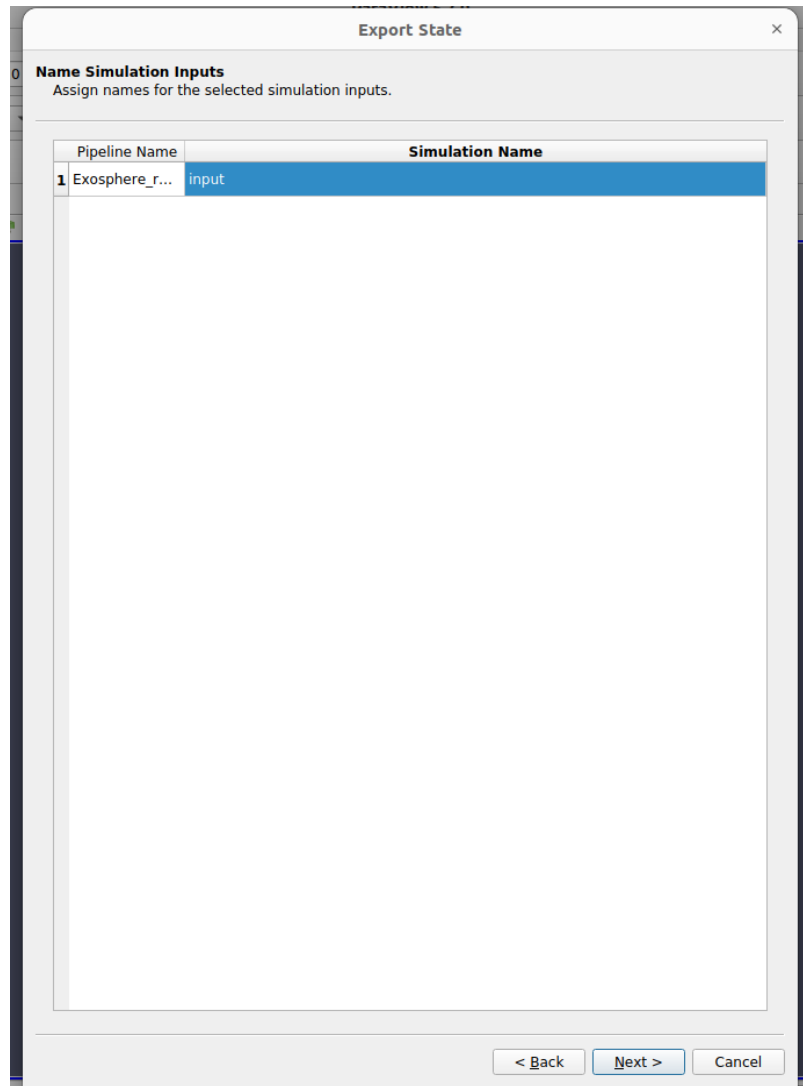 Export State
×
Name Simulation Inputs
Assign names for the selected simulation inputs.
Pipeline Name Simulation Name
1 Exosphere_r... input
< Back Next > Cancel
0